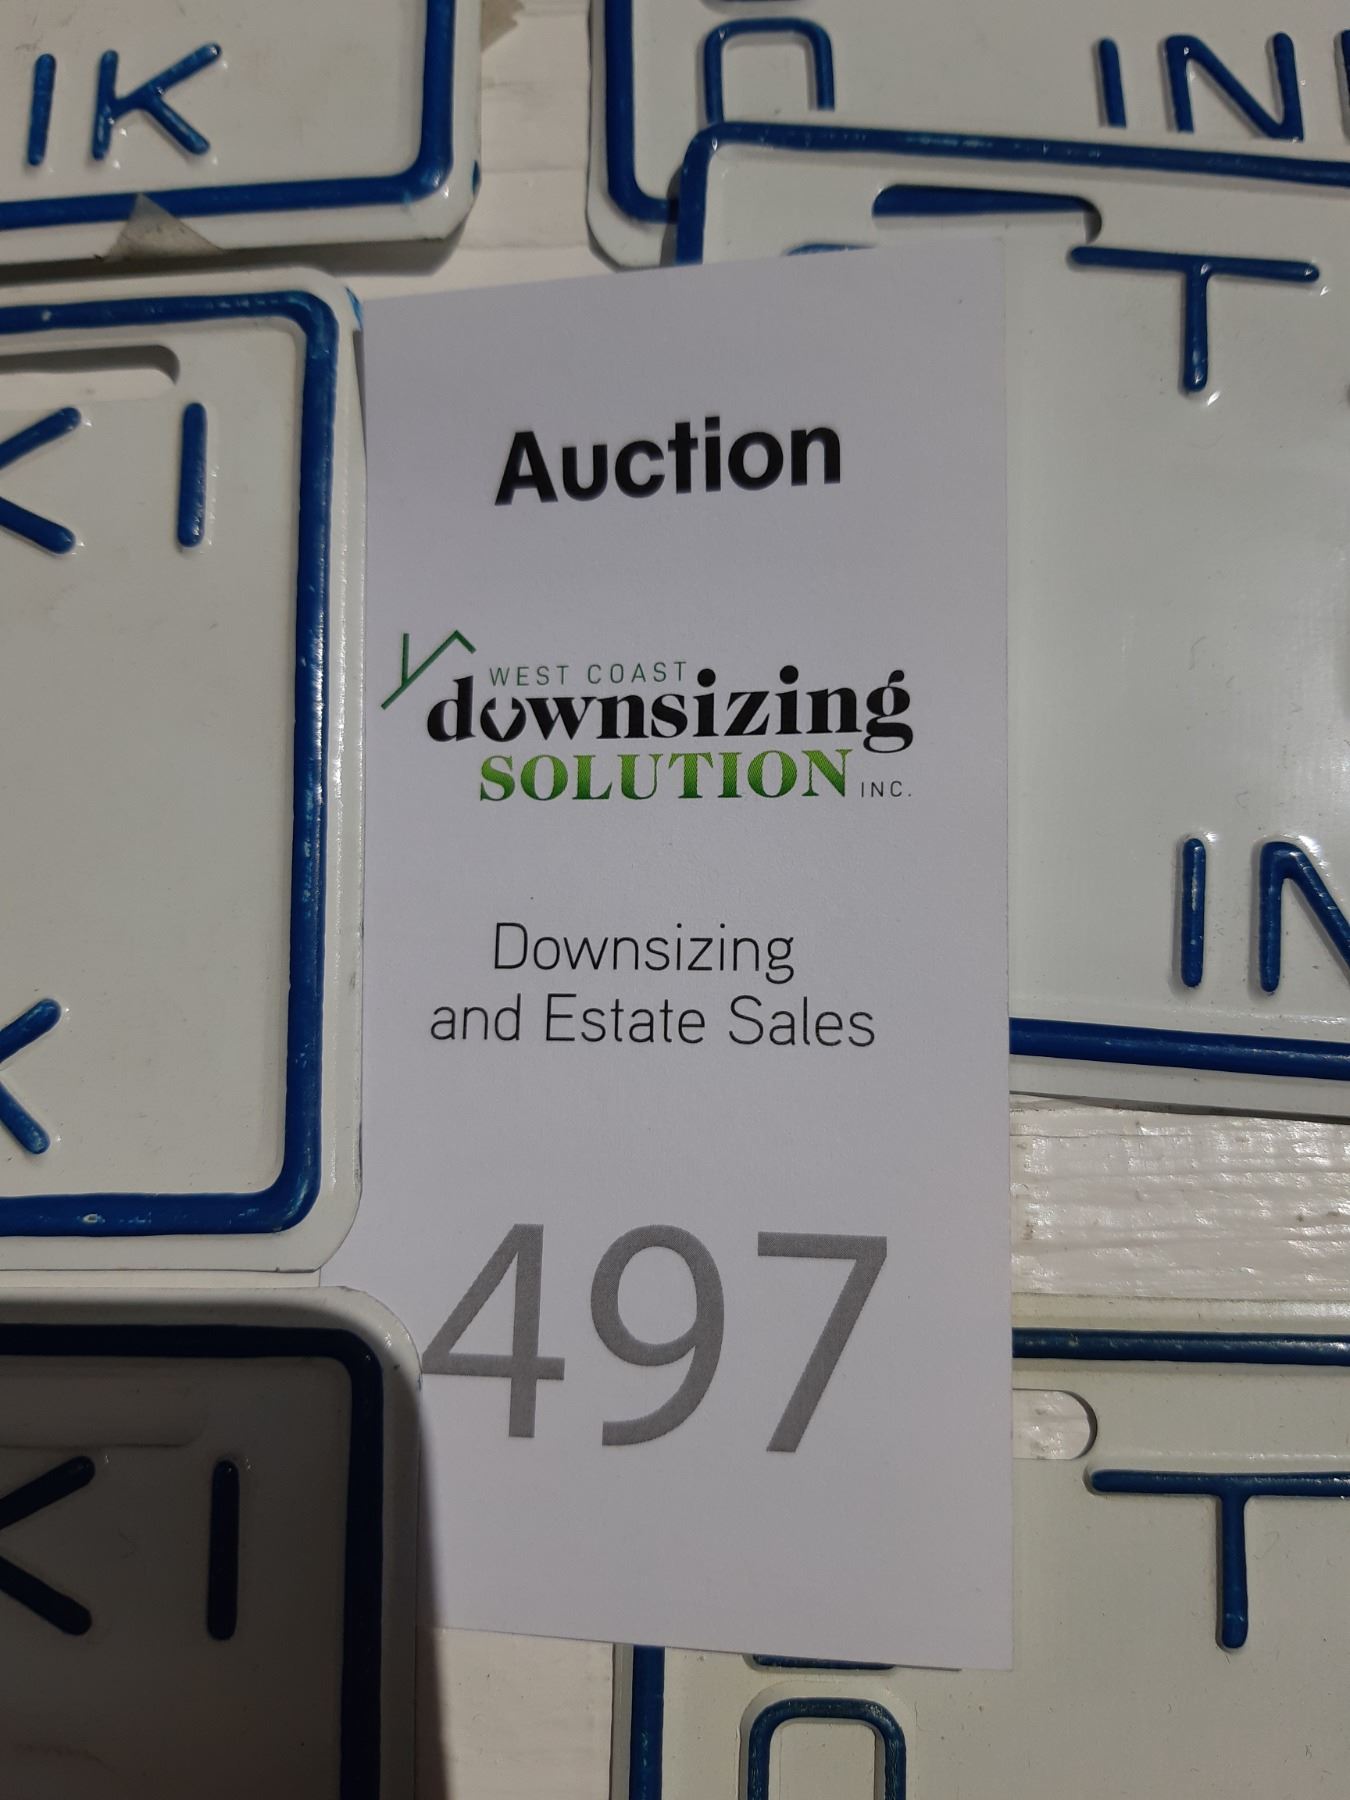 IK
IN
T
Auction
KI
WEST COAST
downsizing
SOLUTION INC.
Downsizing
and Estate Sales
IN
K
497
T
KI